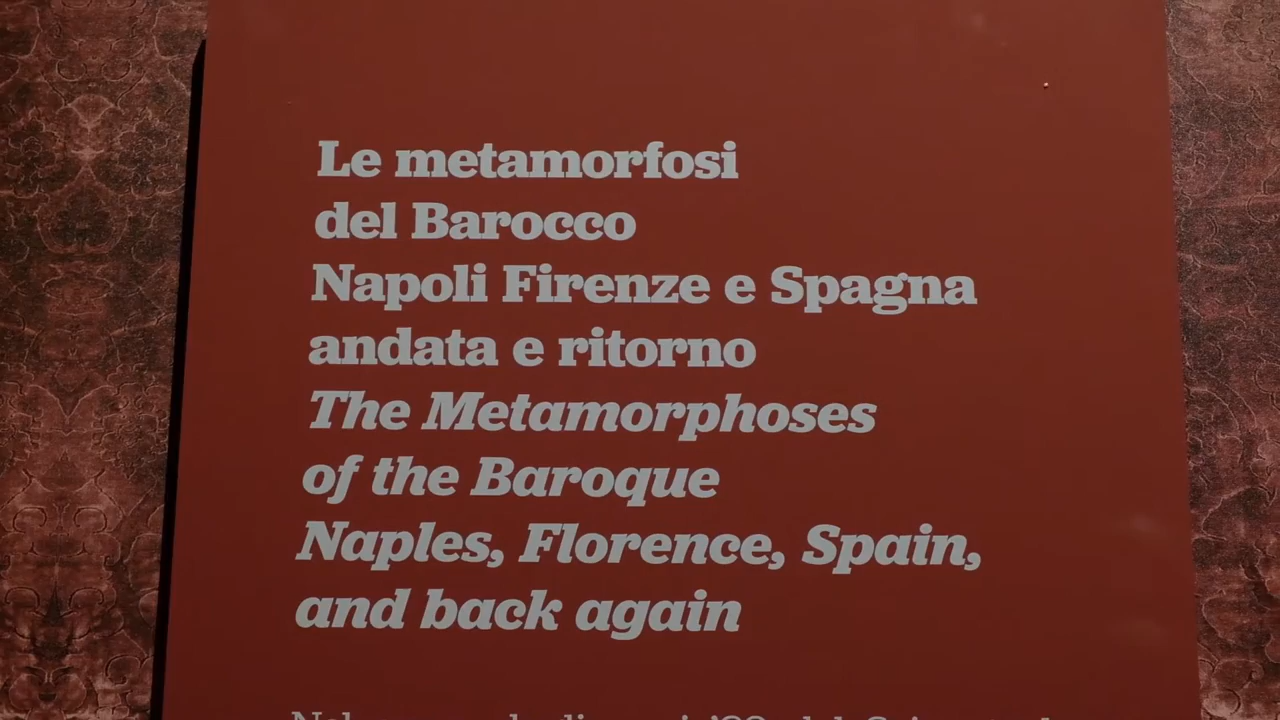 Le metamorfosi
del Barocco
Napoli Firenze e Spagna
andata e ritorno
The Metamorphoses
of the Baroque
Naples, Florence, Spain,
and back again